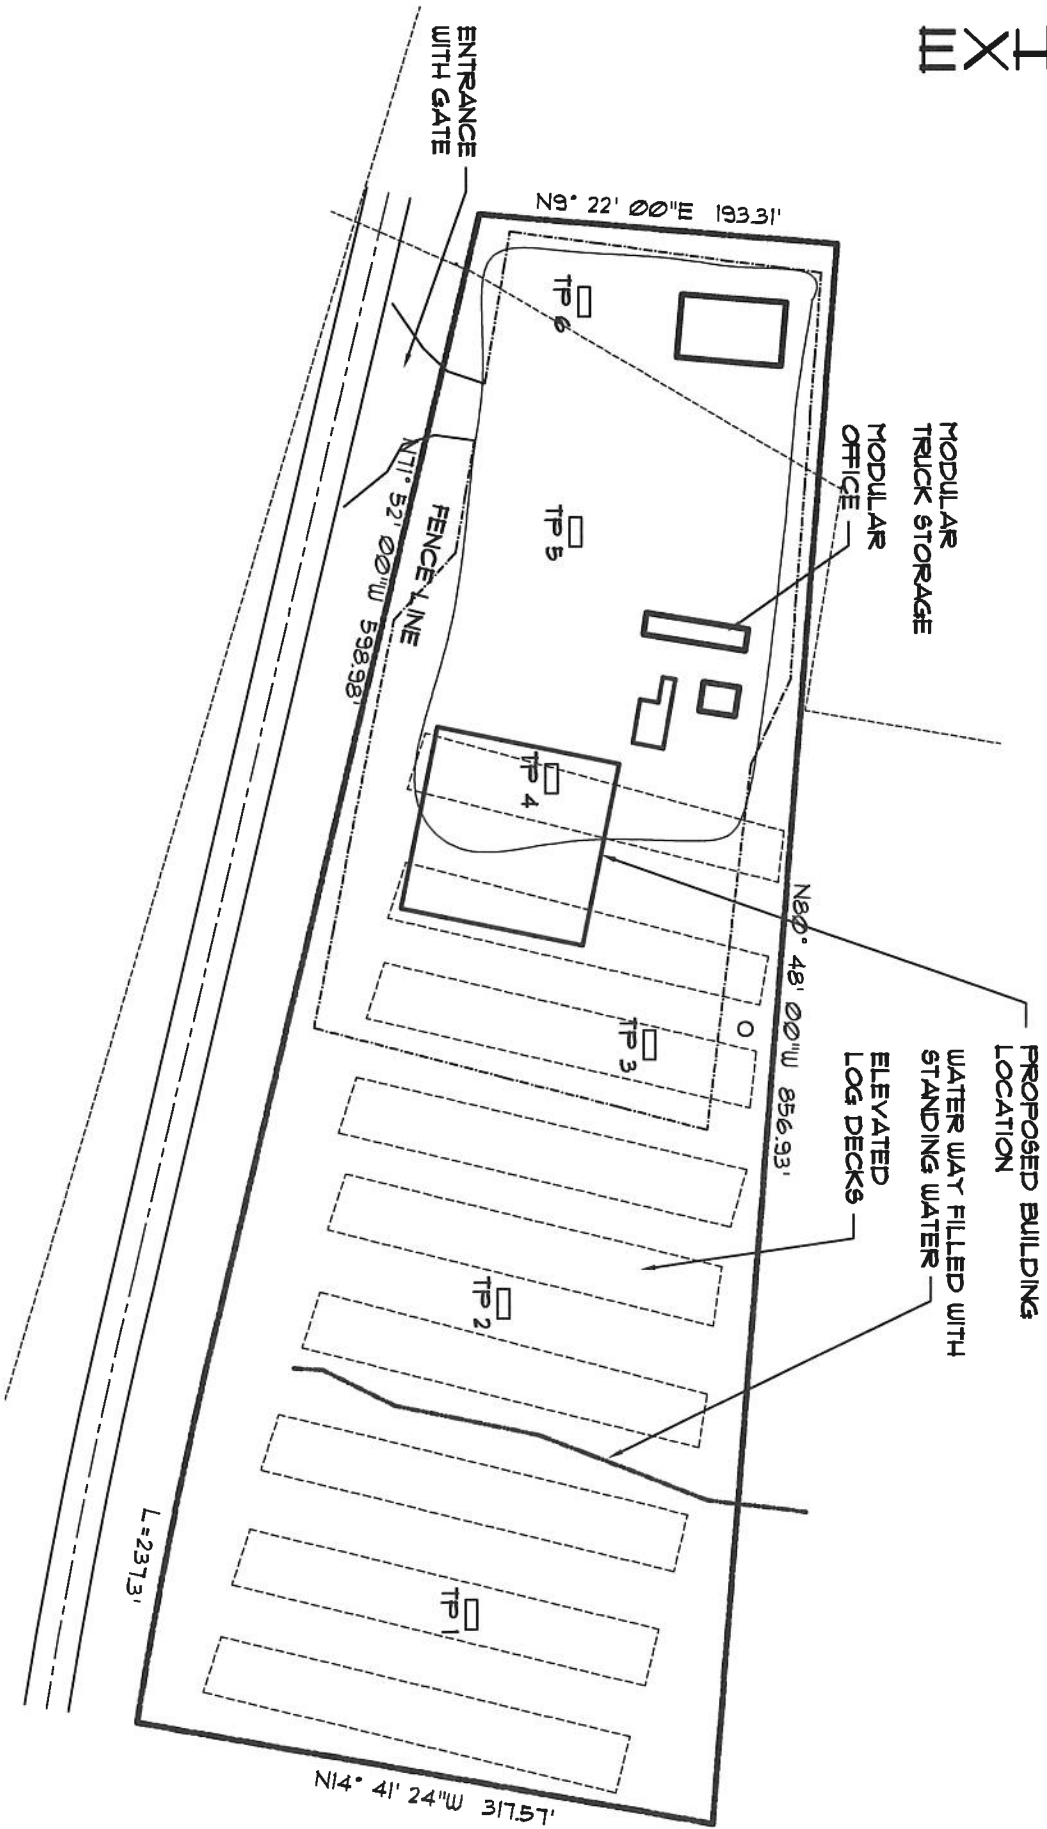 EX
ENTRANCE
WITH GATE
N9° 22' 00"E 193.31'
MODULAR
TRUCK STORAGE
MODULAR
OFFICE
PROPOSED BUILDING
LOCATION
WATER WAY FILLED WITH
STANDING WATER
ELEVATED
LOG DECKS
N80° 48' 00"W 856.93'
TP 6
TP 5
TP 4
TP 3
TP 2
TP 1
FENCE LINE
N71° 52' 00"W 598.98'
L=237.3'
N14° 41' 24"W 317.57'